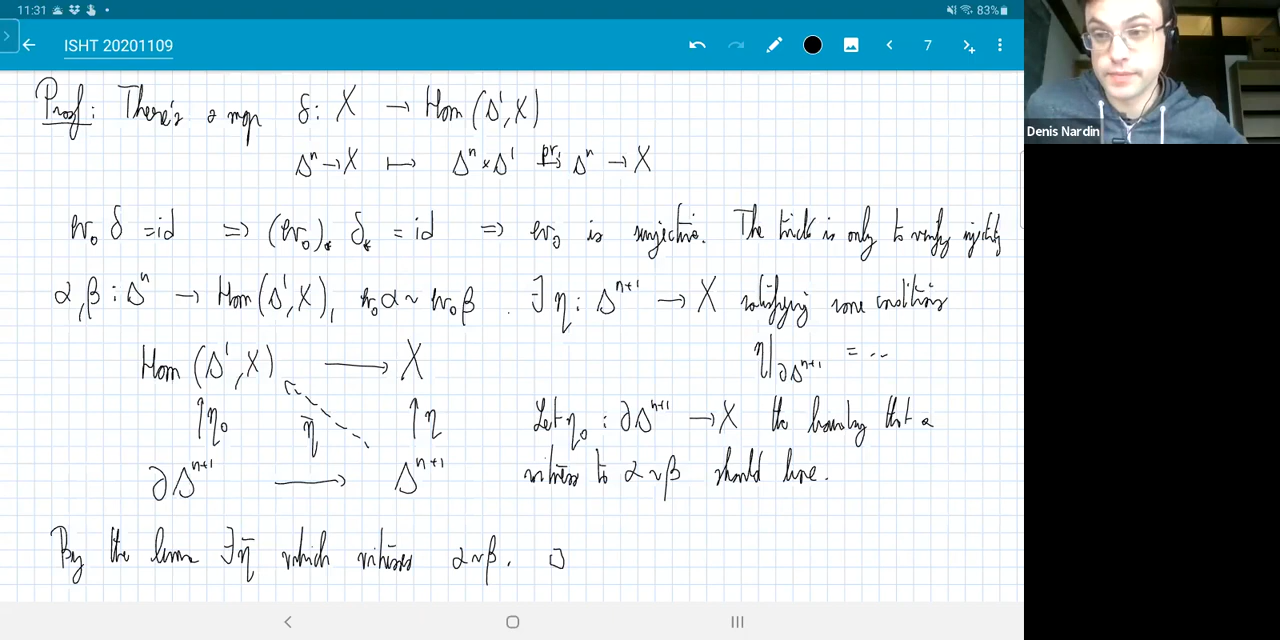 11:31
83%
ISHT 20201109
7
Denis Nardin
Proof: There's a map δ: X → Hom(Δ¹, X)
Δⁿ → X ↦ Δⁿ × Δ¹ →^{pr₁} Δⁿ → X
ev₀ δ = id ⇒ (ev₀)_* δ_* = id ⇒ ev₀ is surjective. The trick is only to verify injectivity
α, β : Δⁿ → Hom(Δ¹, X), ev₀α ~ ev₀β . ∃ η : Δⁿ⁺¹ → X satisfying some conditions
Hom(Δ¹, X) → X
η|_{∂Δⁿ⁺¹} = ...
↑η₀ η̄ ↑η
Let η₀ : ∂Δⁿ⁺¹ → X the boundary that a
∂Δⁿ⁺¹ → Δⁿ⁺¹
witness to α ~ β should have.
By the lemma ∃ η̄ which witnesses α ~ β. □